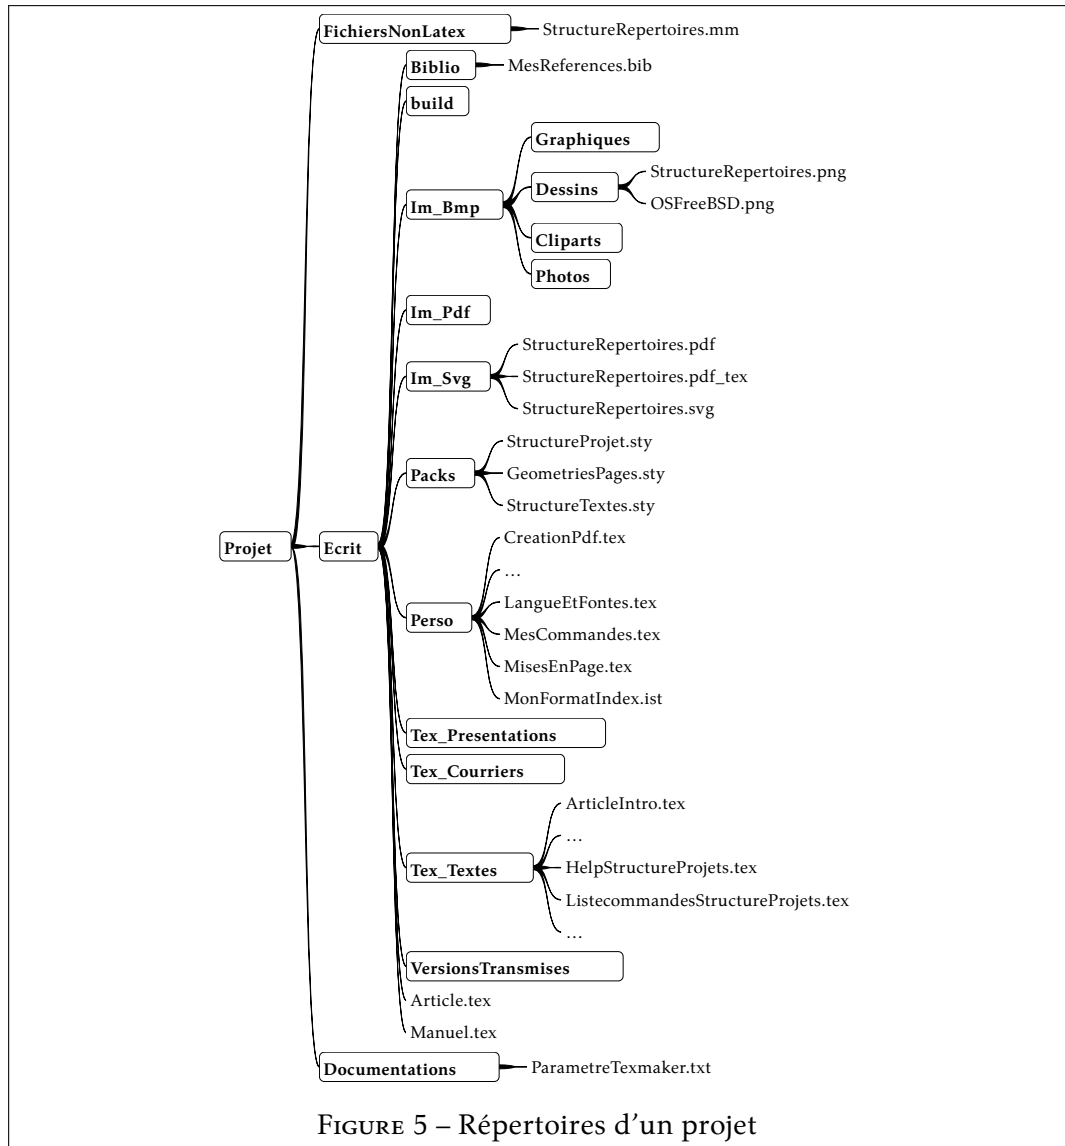 FichiersNonLatex
StructureRepertoires.mm
Biblio
MesReferences.bib
build
Graphiques
Dessins
StructureRepertoires.png
OSFreeBSD.png
Im_Bmp
Cliparts
Photos
Im_Pdf
StructureRepertoires.pdf
Im_Svg
StructureRepertoires.pdf_tex
StructureRepertoires.svg
StructureProjet.sty
Packs
GeometriesPages.sty
StructureTextes.sty
Projet
Ecrit
CreationPdf.tex
...
LangueEtFontes.tex
Perso
MesCommandes.tex
MisesEnPage.tex
MonFormatIndex.ist
Tex_Presentations
Tex_Courriers
ArticleIntro.tex
...
Tex_Textes
HelpStructureProjets.tex
ListecommandesStructureProjets.tex
...
VersionsTransmises
Article.tex
Manuel.tex
Documentations
ParametreTexmaker.txt
Figure 5 – Répertoires d'un projet